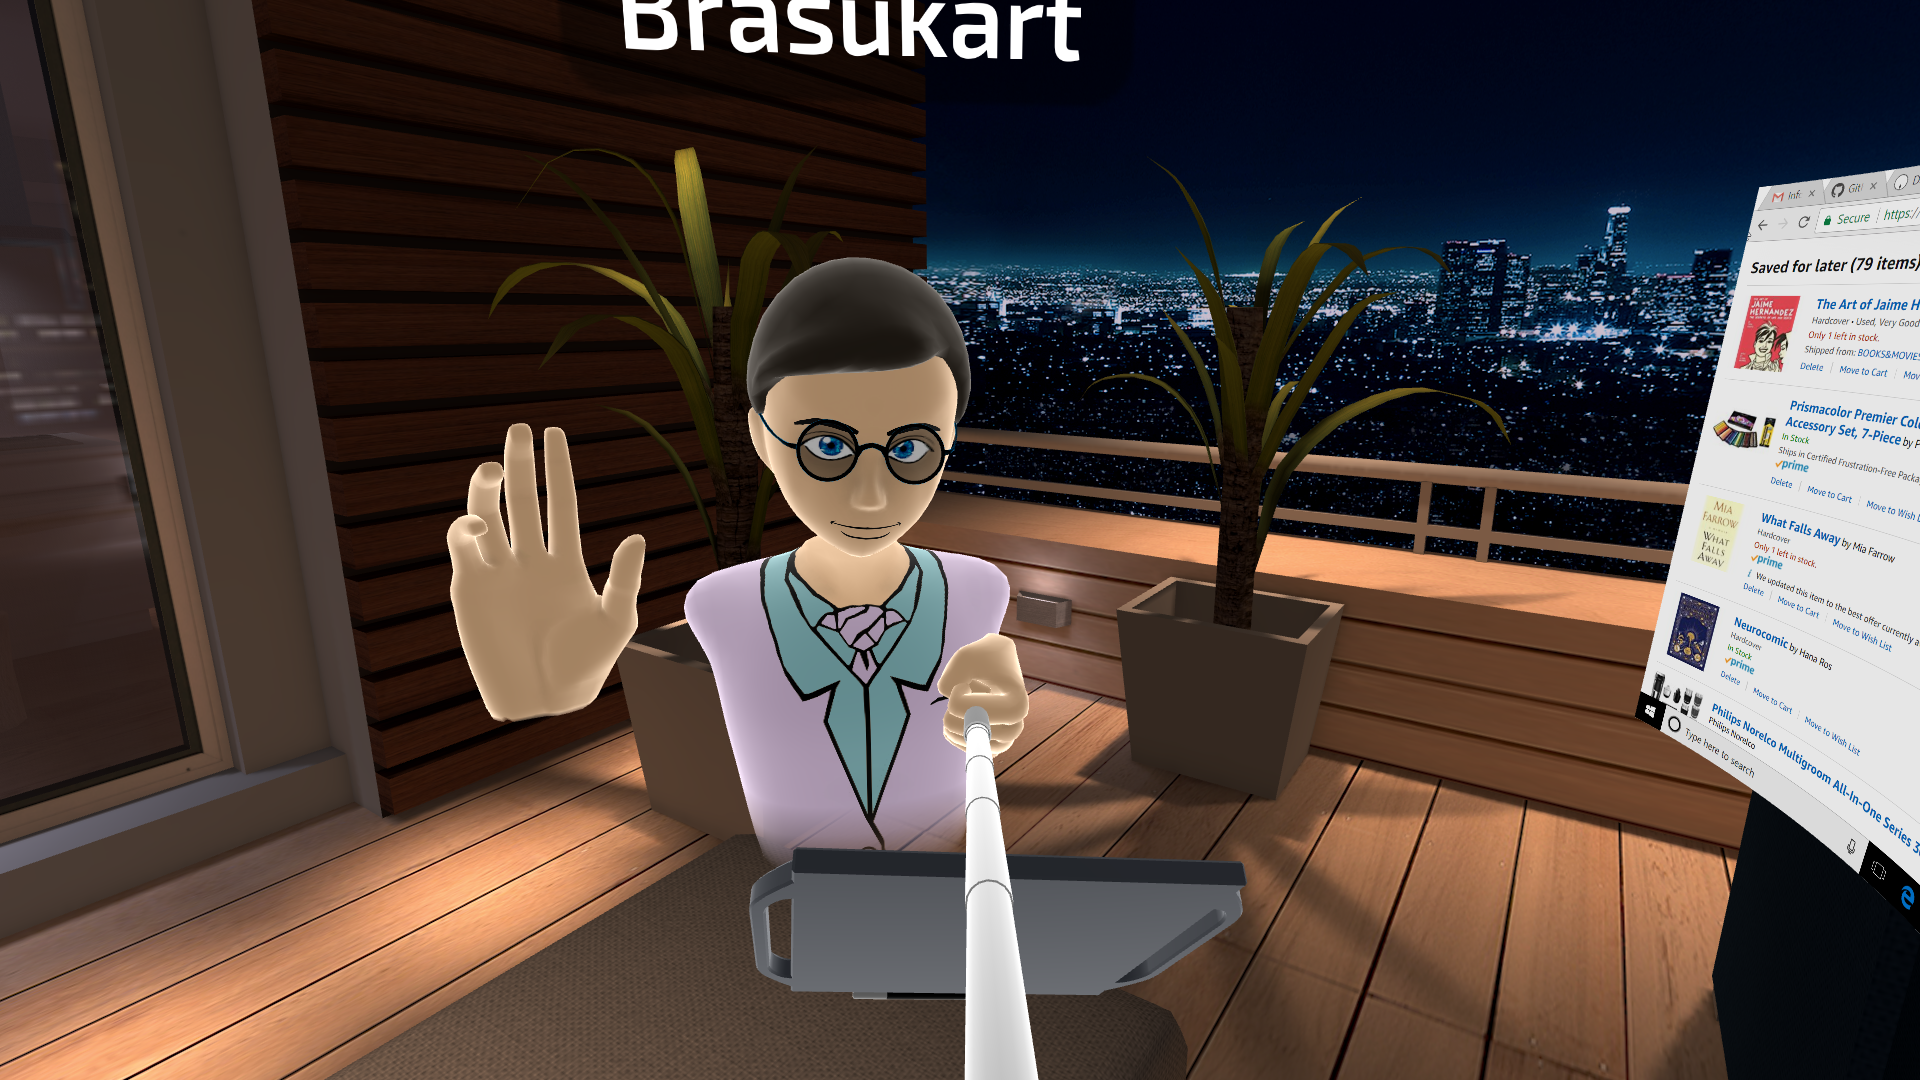 Brasukart
Inf
Git
D
Secure
https://
Saved for later (79 items)
JAIME
HERNANDEZ
The Art of Jaime H
Hardcover • Used, Very Good
Only 1 left in stock.
Shipped from: BOOKS&MOVIES
Delete
Move to Cart
Mov
Prismacolor Premier Colo
Accessory Set, 7-Piece by P
In Stock
Ships in Certified Frustration-Free Packa
prime
Delete
Move to Cart
Move to Wish L
MIA
FARROW
WHAT
FALLS
AWAY
What Falls Away by Mia Farrow
Hardcover
Only 1 left in stock.
prime
We updated this item to the best offer currently a
Delete
Move to Cart
Move to Wish List
Neurocomic by Hana Ros
Hardcover
In Stock
prime
Delete
Move to Cart
Move to Wish List
Philips Norelco Multigroom All-In-One Series 3
Philips Norelco
Type here to search